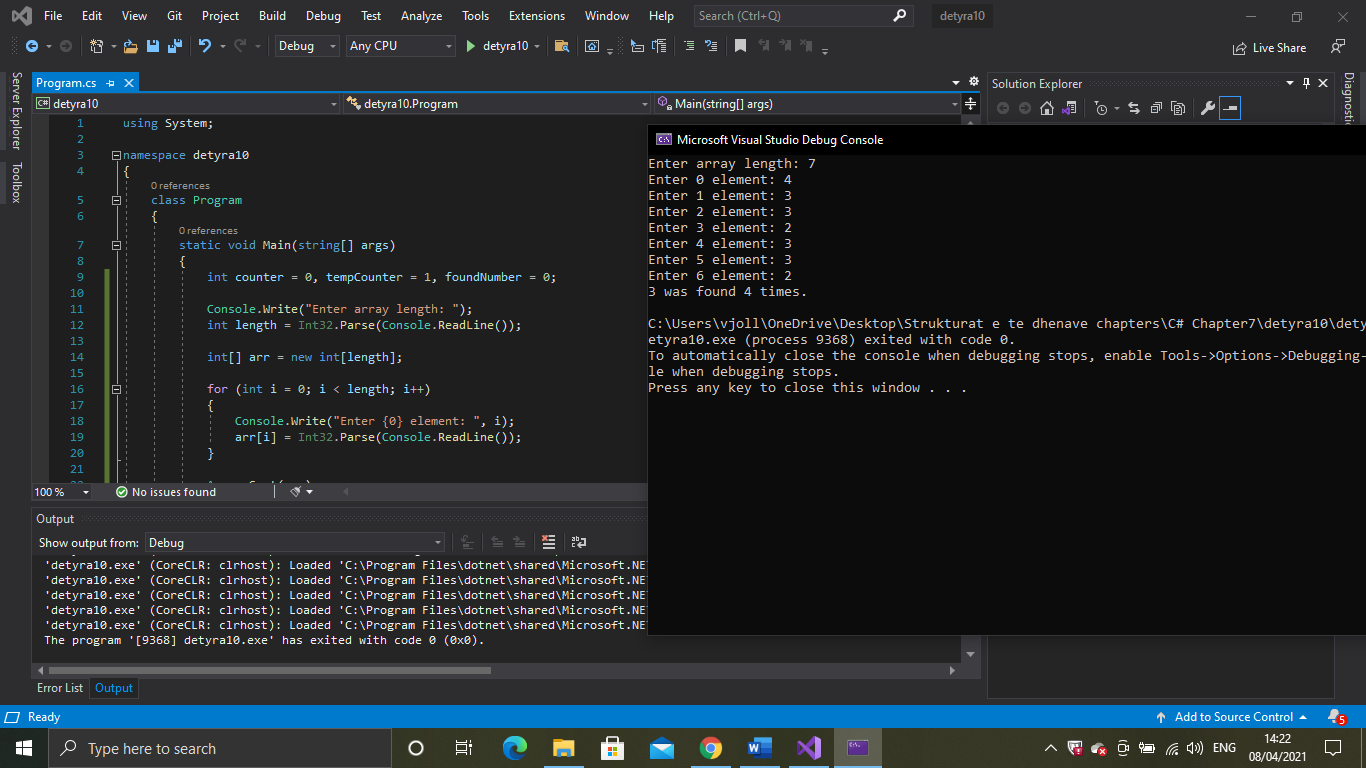 File Edit View Git Project Build Debug Test Analyze Tools Extensions Window Help Search (Ctrl+Q) detyra10
Debug Any CPU detyra10 Live Share
Server Explorer
Toolbox
Program.cs
C# detyra10 detyra10.Program Main(string[] args)
1 using System;
2
3 namespace detyra10
4 {
0 references
5 class Program
6 {
0 references
7 static void Main(string[] args)
8 {
9 int counter = 0, tempCounter = 1, foundNumber = 0;
10
11 Console.Write("Enter array length: ");
12 int length = Int32.Parse(Console.ReadLine());
13
14 int[] arr = new int[length];
15
16 for (int i = 0; i < length; i++)
17 {
18 Console.Write("Enter {0} element: ", i);
19 arr[i] = Int32.Parse(Console.ReadLine());
20 }
21
100 % No issues found
Solution Explorer
Diagnostic
Microsoft Visual Studio Debug Console
Enter array length: 7
Enter 0 element: 4
Enter 1 element: 3
Enter 2 element: 3
Enter 3 element: 2
Enter 4 element: 3
Enter 5 element: 3
Enter 6 element: 2
3 was found 4 times.
C:\Users\vjoll\OneDrive\Desktop\Strukturat e te dhenave chapters\C# Chapter7\detyra10\dety
etyra10.exe (process 9368) exited with code 0.
To automatically close the console when debugging stops, enable Tools->Options->Debugging-
le when debugging stops.
Press any key to close this window . . .
Output
Show output from: Debug
'detyra10.exe' (CoreCLR: clrhost): Loaded 'C:\Program Files\dotnet\shared\Microsoft.NE
'detyra10.exe' (CoreCLR: clrhost): Loaded 'C:\Program Files\dotnet\shared\Microsoft.NE
'detyra10.exe' (CoreCLR: clrhost): Loaded 'C:\Program Files\dotnet\shared\Microsoft.NE
'detyra10.exe' (CoreCLR: clrhost): Loaded 'C:\Program Files\dotnet\shared\Microsoft.NE
'detyra10.exe' (CoreCLR: clrhost): Loaded 'C:\Program Files\dotnet\shared\Microsoft.NE
The program '[9368] detyra10.exe' has exited with code 0 (0x0).
Error List Output
Ready Add to Source Control 5
Type here to search ENG 14:22
08/04/2021